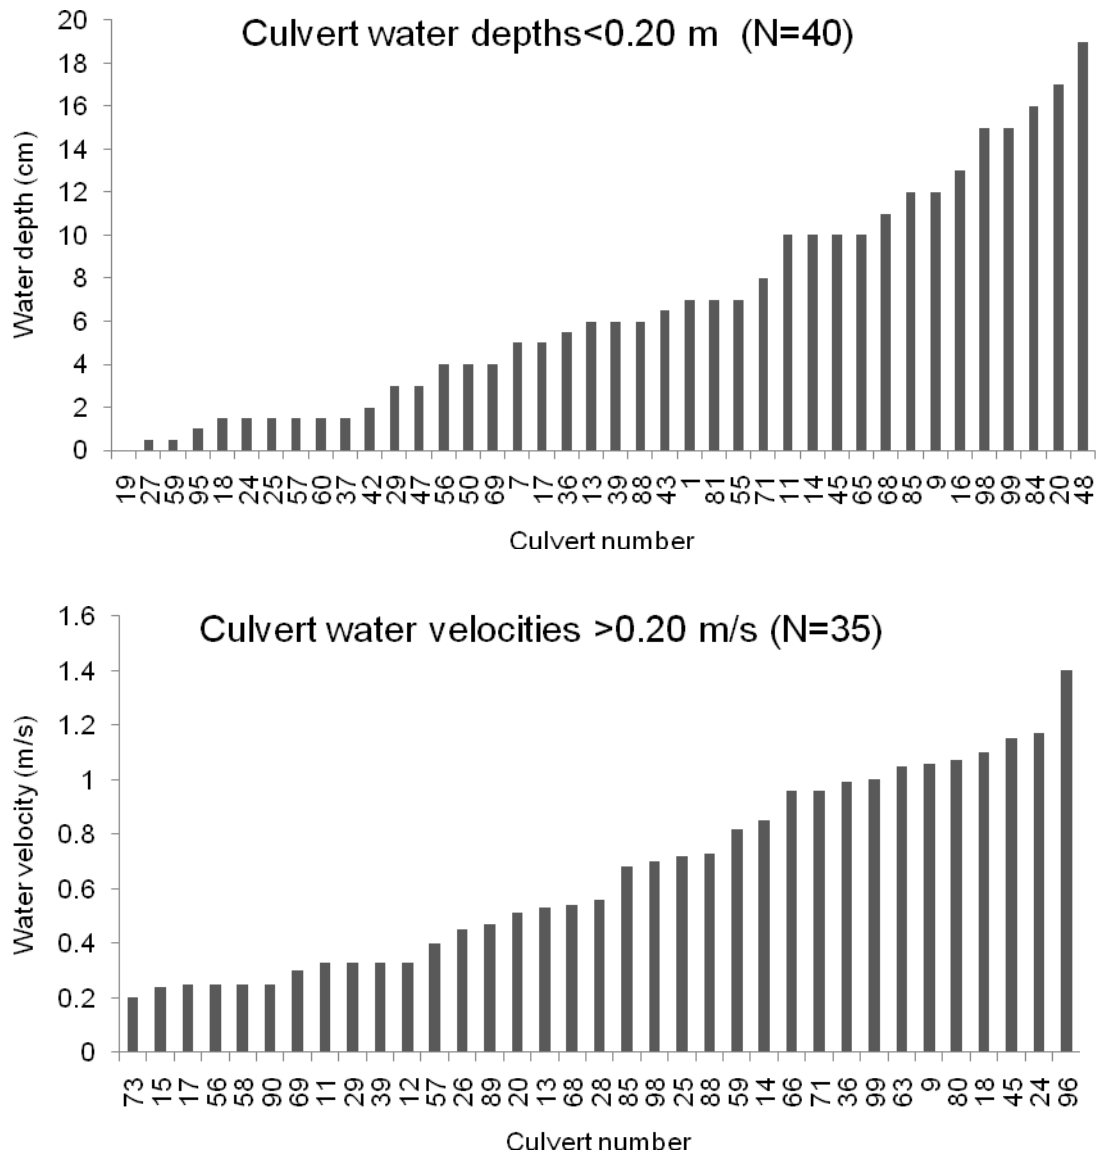 Culvert water depths<0.20 m (N=40)
Water depth (cm)
20
18
16
14
12
10
8
6
4
2
0
19 27 59 95 18 24 25 57 60 37 42 29 47 56 50 69 7 17 36 13 39 88 43 1 81 55 71 11 14 45 65 68 85 9 16 98 99 84 20 48
Culvert number
Culvert water velocities >0.20 m/s (N=35)
Water velocity (m/s)
1.6
1.4
1.2
1
0.8
0.6
0.4
0.2
0
73 15 17 56 58 90 69 11 29 39 12 57 26 89 20 13 68 28 85 98 25 88 59 14 66 71 36 99 63 9 80 18 45 24 96
Culvert number